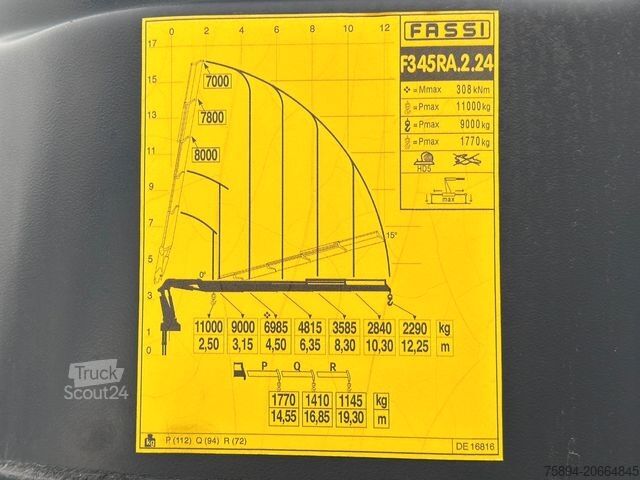 0 2 4 6 8 10 12
17
15
13
11
9
7
5
3
1
0
7000
7800
8000
15°
0°
FASSI
F345RA.2.24
= Mmax 308 kNm
= Pmax 11000 kg
= Pmax 9000 kg
= Pmax 1770 kg
HD5
max
11000 9000 6985 4815 3585 2840 2290 kg
2,50 3,15 4,50 6,35 8,30 10,30 12,25 m
P Q R
1770 1410 1145 kg
14,55 16,85 19,30 m
kg P (112) Q (94) R (72)
DE 16816
Truck
Scout24
75894-20664845